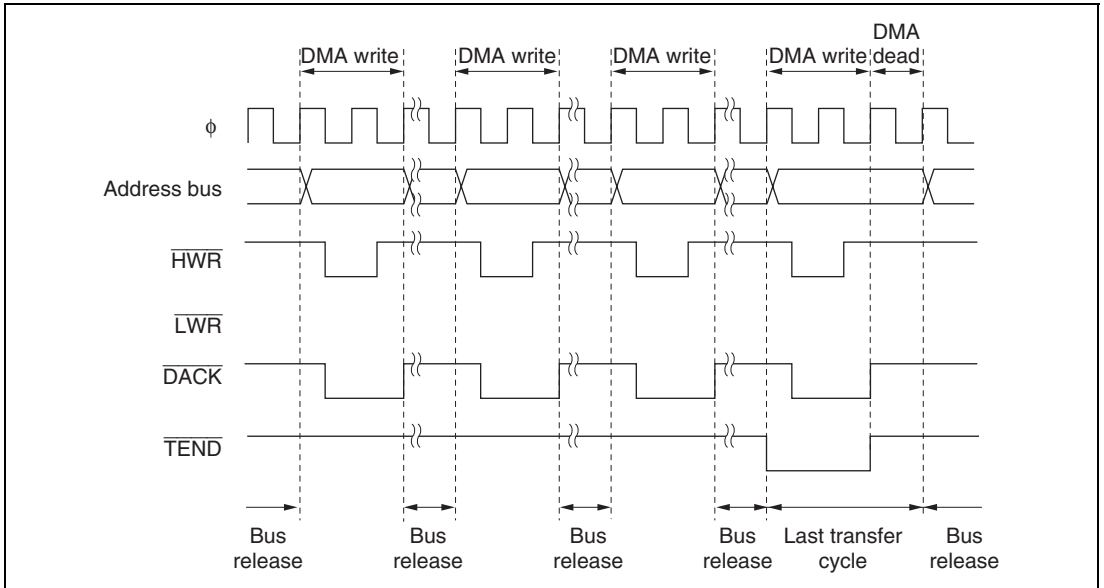 DMA
DMA write DMA write DMA write DMA write dead
ϕ
Address bus
HWR
LWR
DACK
TEND
Bus Bus Bus Bus Last transfer Bus
release release release release cycle release